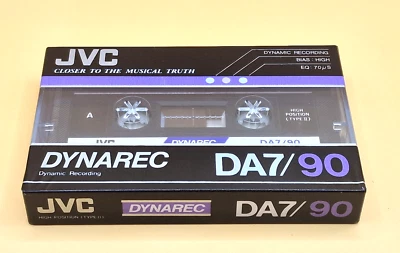 JVC
CLOSER TO THE MUSICAL TRUTH
DYNAMIC RECORDING
BIAS : HIGH
EQ : 70μS
A
HIGH
POSITION
(TYPE II)
JVC DYNAREC DA7/90
DYNAREC DA7/90
Dynamic Recording
JVC DYNAREC DA7/90
HIGH POSITION (TYPE II)